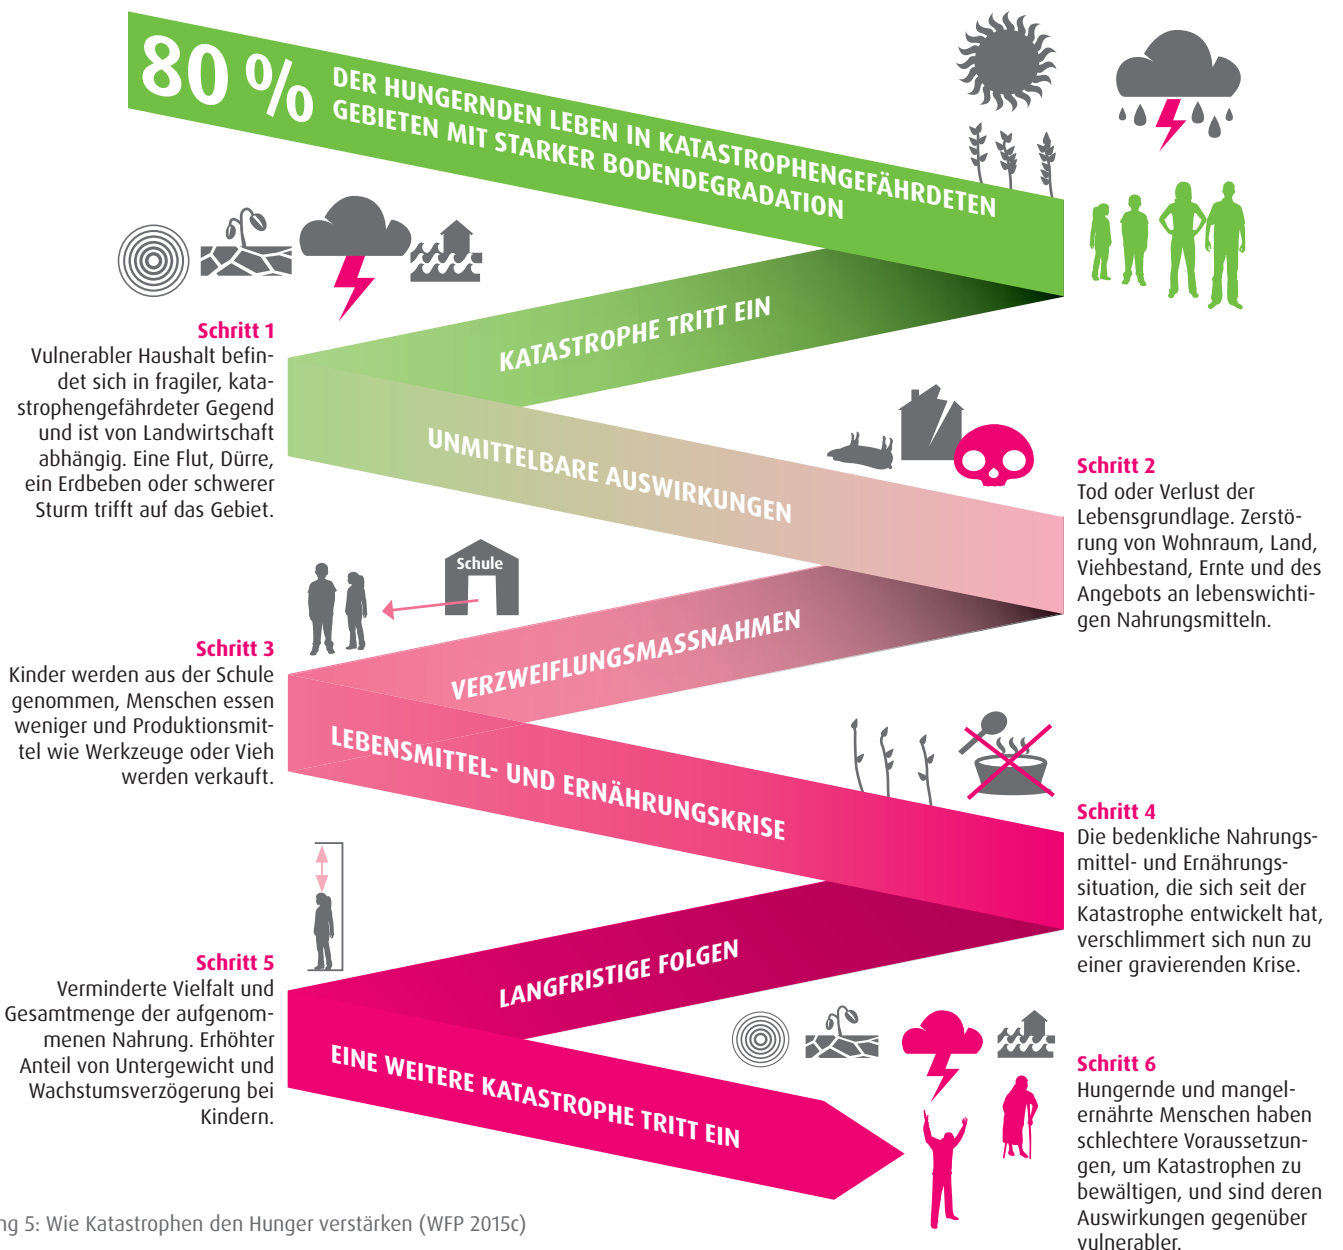 80 % DER HUNGERNDEN LEBEN IN KATASTROPHENGEFÄHRDETEN
GEBIETEN MIT STARKER BODENDEGRADATION
KATASTROPHE TRITT EIN
Schritt 1
Vulnerabler Haushalt befin-
det sich in fragiler, kata-
strophengefährdeter Gegend
und ist von Landwirtschaft
abhängig. Eine Flut, Dürre,
ein Erdbeben oder schwerer
Sturm trifft auf das Gebiet.
UNMITTELBARE AUSWIRKUNGEN
Schritt 2
Tod oder Verlust der
Lebensgrundlage. Zerstö-
rung von Wohnraum, Land,
Viehbestand, Ernte und des
Angebots an lebenswichti-
gen Nahrungsmitteln.
Schule
VERZWEIFLUNGSMASSNAHMEN
Schritt 3
Kinder werden aus der Schule
genommen, Menschen essen
weniger und Produktionsmit-
tel wie Werkzeuge oder Vieh
werden verkauft.
LEBENSMITTEL- UND ERNÄHRUNGSKRISE
Schritt 4
Die bedenkliche Nahrungs-
mittel- und Ernährungs-
situation, die sich seit der
Katastrophe entwickelt hat,
verschlimmert sich nun zu
einer gravierenden Krise.
LANGFRISTIGE FOLGEN
Schritt 5
Verminderte Vielfalt und
Gesamtmenge der aufgenom-
menen Nahrung. Erhöhter
Anteil von Untergewicht und
Wachstumsverzögerung bei
Kindern.
EINE WEITERE KATASTROPHE TRITT EIN
Schritt 6
Hungernde und mangel-
ernährte Menschen haben
schlechtere Voraussetzun-
gen, um Katastrophen zu
bewältigen, und sind deren
Auswirkungen gegenüber
vulnerabler.
ng 5: Wie Katastrophen den Hunger verstärken (WFP 2015c)